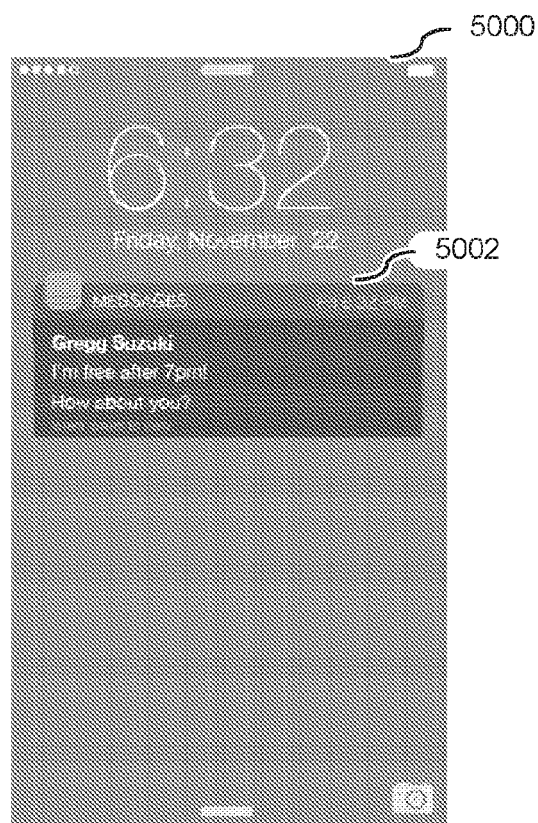 5000
6:32
Friday, November 22
5002
MESSAGES
Gregg Suzuki
I'm free after 7pm!
How about you?